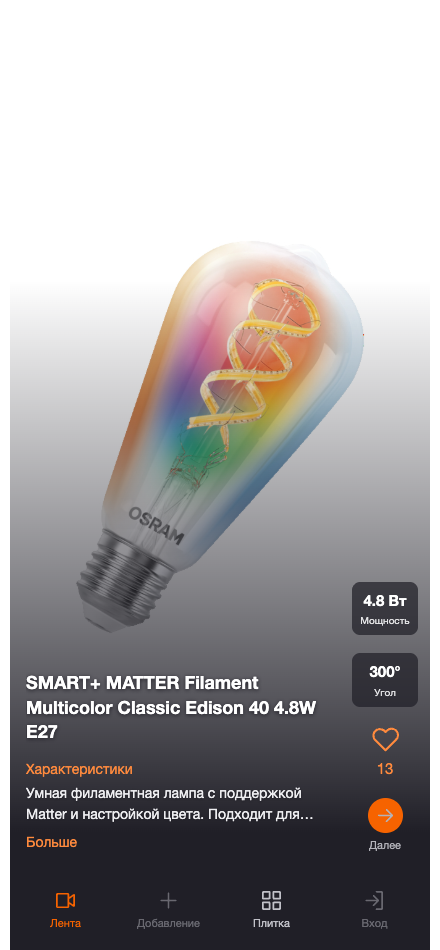 OSRAM
4.8 Вт
Мощность
300°
Угол
SMART+ MATTER Filament
Multicolor Classic Edison 40 4.8W
E27
Характеристики
13
Умная филаментная лампа с поддержкой
Matter и настройкой цвета. Подходит для...
Больше
Далее
Лента
Добавление
Плитка
Вход